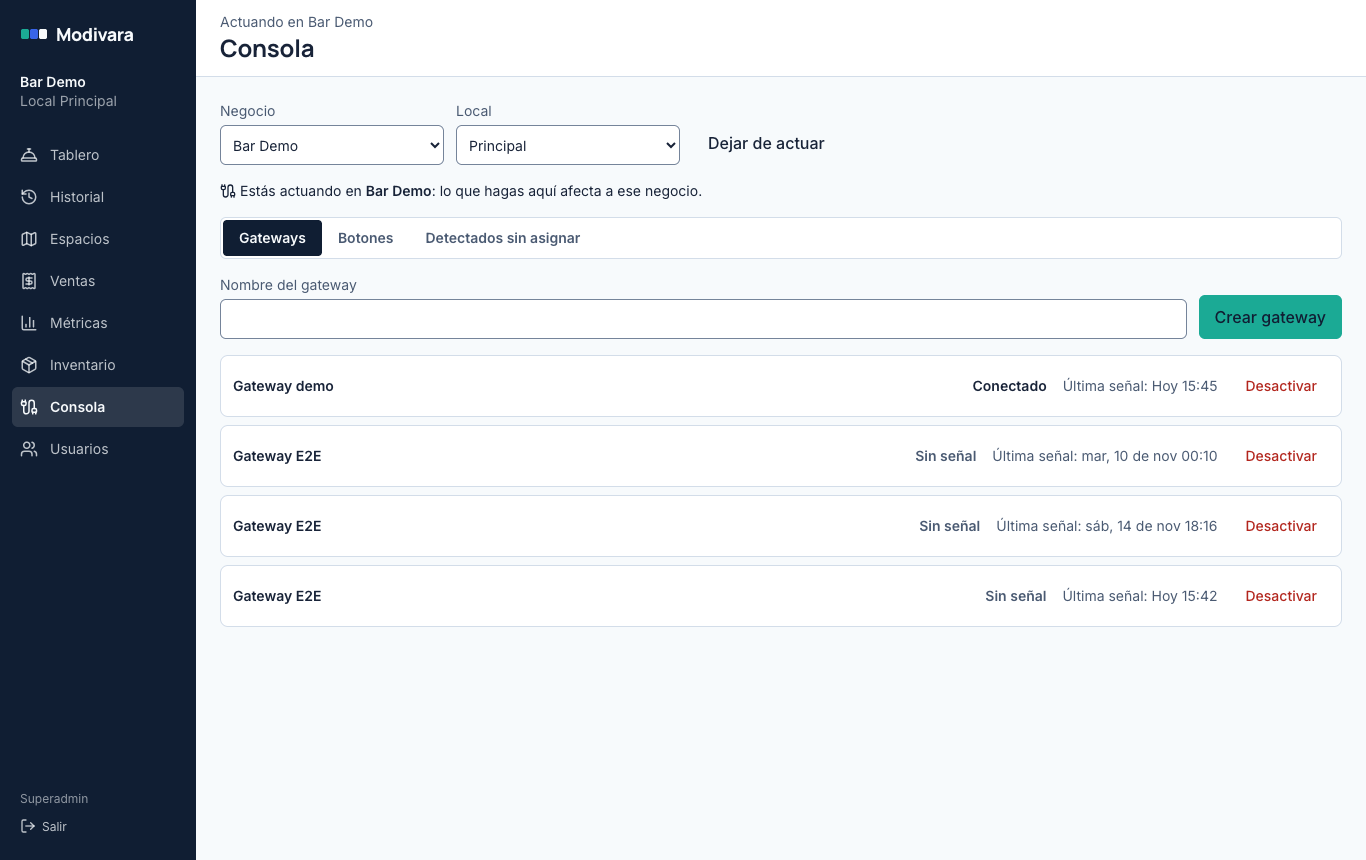 Modivara
Bar Demo
Local Principal
Tablero
Historial
Espacios
Ventas
Métricas
Inventario
Consola
Usuarios
Superadmin
Salir
Actuando en Bar Demo
Consola
Negocio
Local
Bar Demo
Principal
Dejar de actuar
Estás actuando en Bar Demo: lo que hagas aquí afecta a ese negocio.
Gateways
Botones
Detectados sin asignar
Nombre del gateway
Crear gateway
Gateway demo Conectado Última señal: Hoy 15:45 Desactivar
Gateway E2E Sin señal Última señal: mar, 10 de nov 00:10 Desactivar
Gateway E2E Sin señal Última señal: sáb, 14 de nov 18:16 Desactivar
Gateway E2E Sin señal Última señal: Hoy 15:42 Desactivar